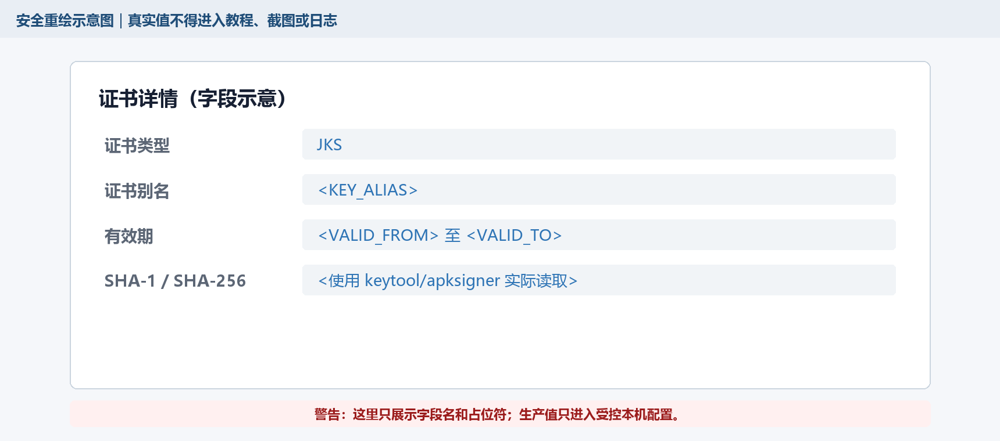 安全重绘示意图｜真实值不得进入教程、截图或日志
证书详情（字段示意）
证书类型 JKS
证书别名 <KEY_ALIAS>
有效期 <VALID_FROM> 至 <VALID_TO>
SHA-1 / SHA-256 <使用 keytool/apksigner 实际读取>
警告：这里只展示字段名和占位符；生产值只进入受控本机配置。